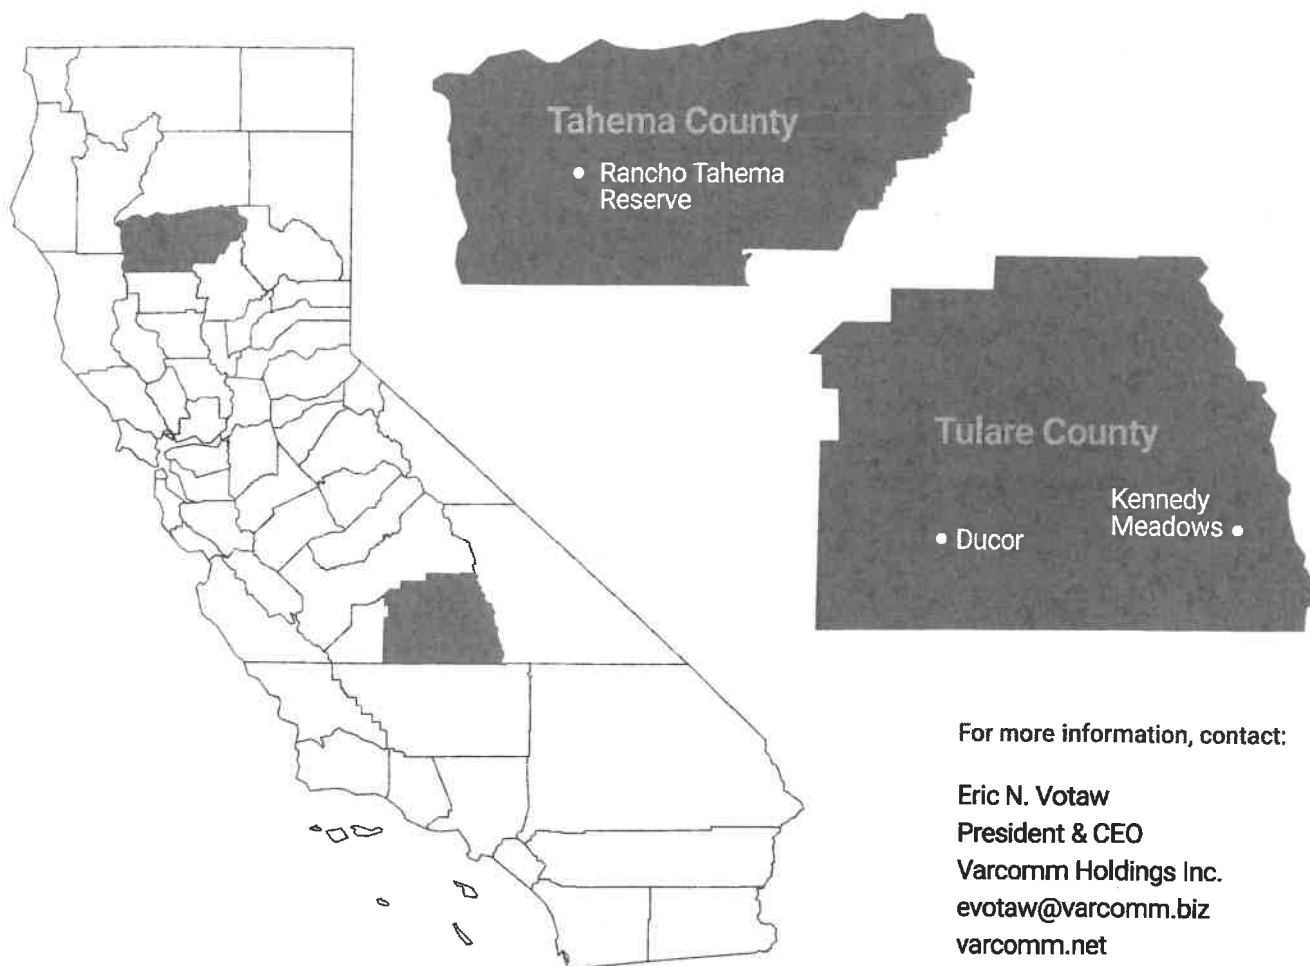 Tahema County
Rancho Tahema
Reserve
Tulare County
Kennedy
Meadows
Ducor
For more information, contact:
Eric N. Votaw
President & CEO
Varcomm Holdings Inc.
evotaw@varcomm.biz
varcomm.net